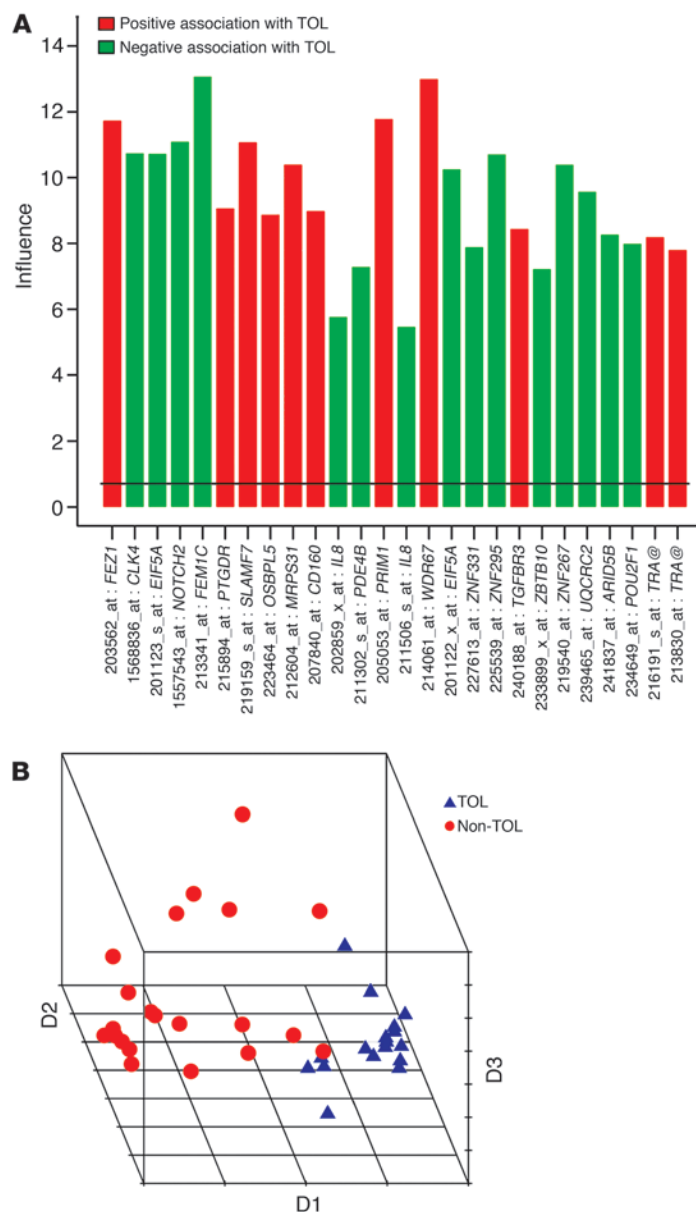 A
Positive association with TOL
Negative association with TOL
14
12
10
8
6
4
2
0
Influence
203562_at : FEZ1
1568836_at : CLK4
201123_s_at : EIF5A
1557543_at : NOTCH2
213341_at : FEM1C
215894_at : PTGDR
219159_s_at : SLAMF7
223464_at : OSBPL5
212604_at : MRPS31
207840_at : CD160
202859_x_at : IL8
211302_s_at : PDE4B
205053_at : PRIM1
211506_s_at : IL8
214061_at : WDR67
201122_x_at : EIF5A
227613_at : ZNF331
225539_at : ZNF295
240188_at : TGFBR3
233899_x_at : ZBTB10
219540_at : ZNF267
239465_at : UQCRC2
241837_at : ARID5B
234649_at : POU2F1
216191_s_at : TRA@
213830_at : TRA@
B
TOL
Non-TOL
D2
D3
D1